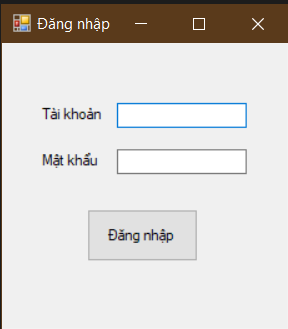 Đăng nhập
Tài khoản
Mật khẩu
Đăng nhập